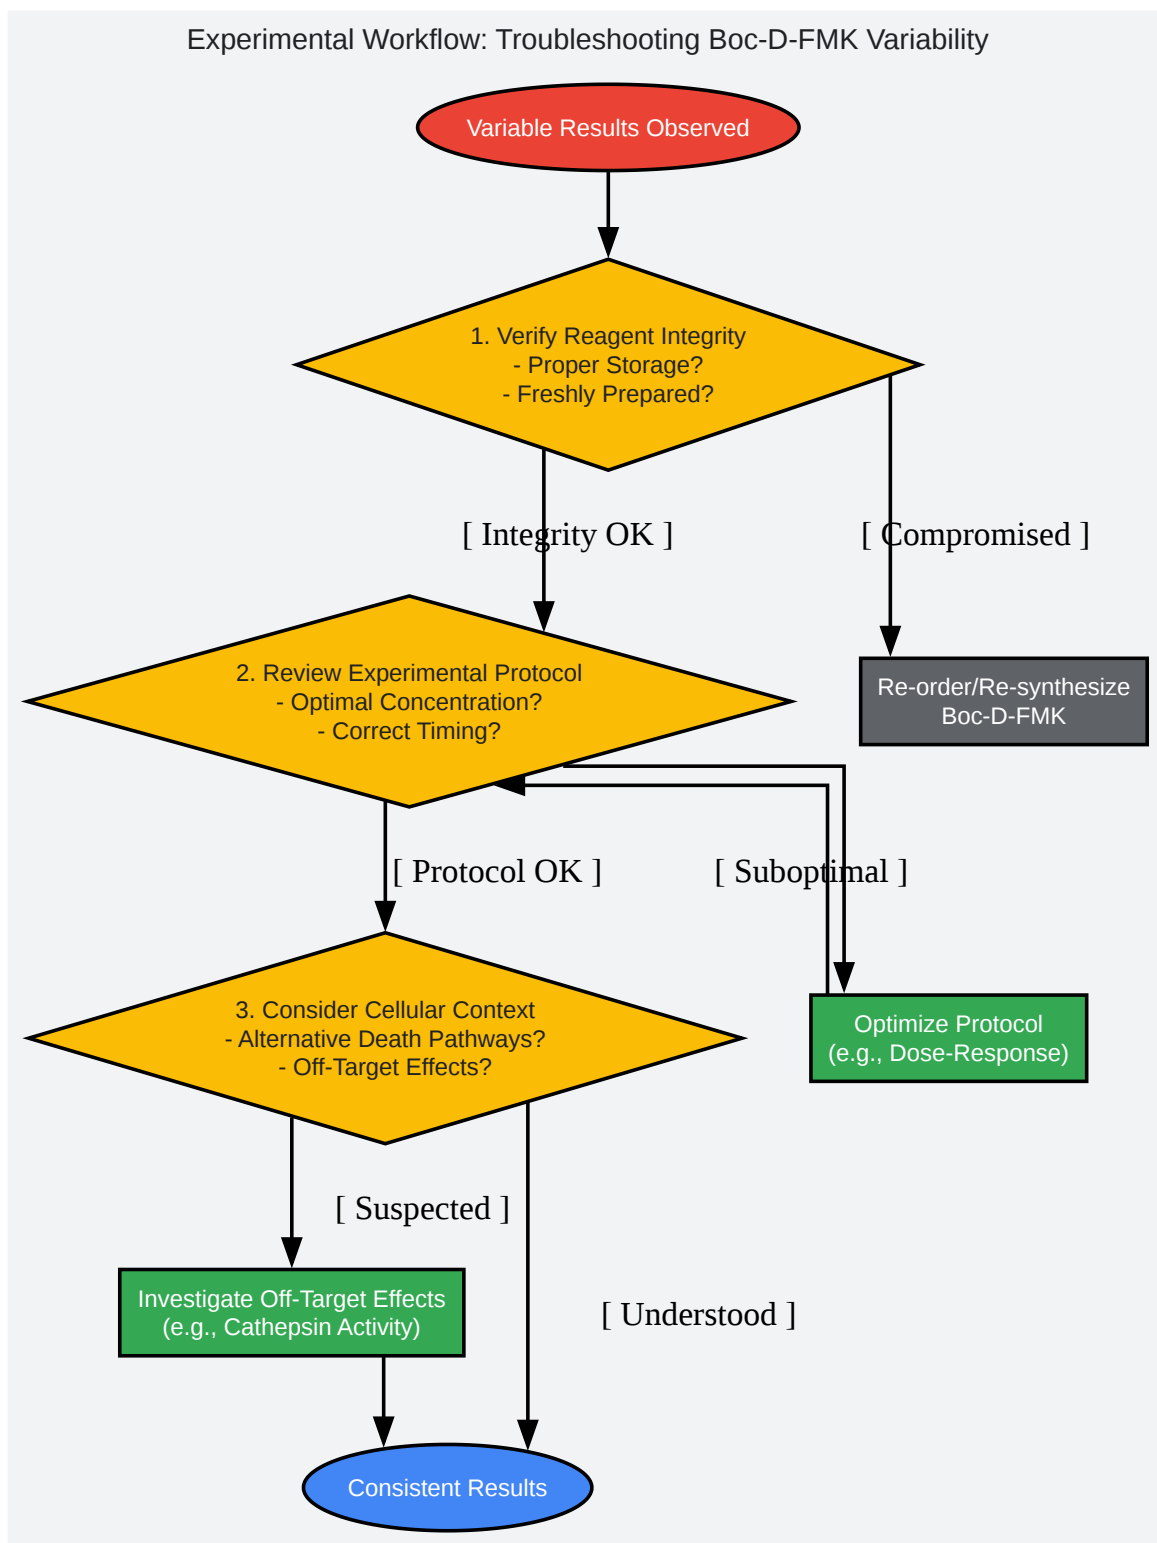 Experimental Workflow: Troubleshooting Boc-D-FMK Variability
Variable Results Observed
1. Verify Reagent Integrity
- Proper Storage?
- Freshly Prepared?
[ Integrity OK ]
[ Compromised ]
2. Review Experimental Protocol
- Optimal Concentration?
- Correct Timing?
Re-order/Re-synthesize
Boc-D-FMK
[ Protocol OK ]
[ Suboptimal ]
3. Consider Cellular Context
- Alternative Death Pathways?
- Off-Target Effects?
Optimize Protocol
(e.g., Dose-Response)
[ Suspected ]
Investigate Off-Target Effects
(e.g., Cathepsin Activity)
[ Understood ]
Consistent Results